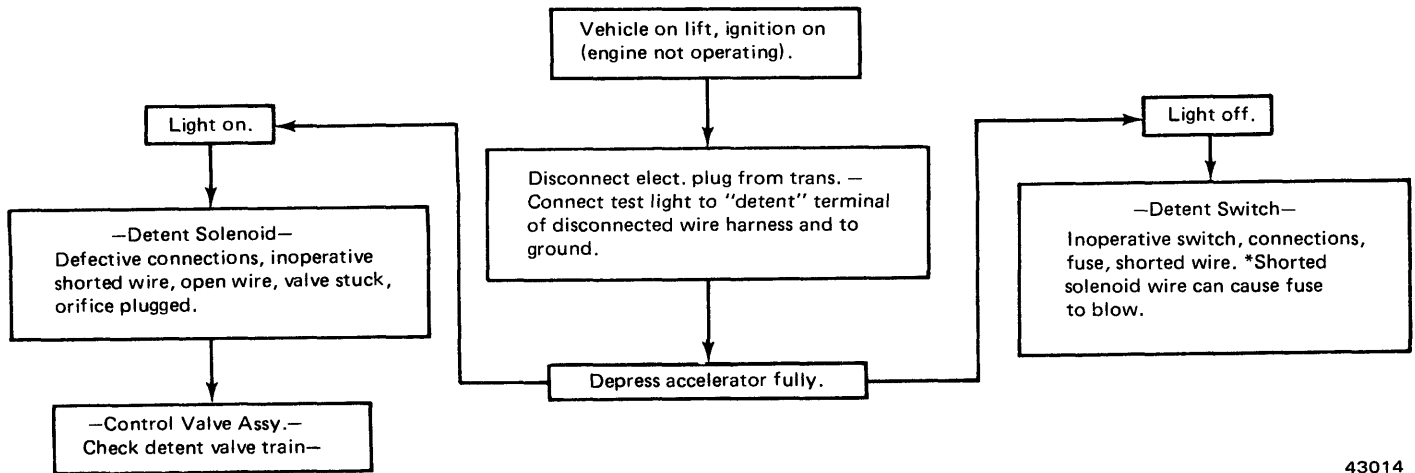 Vehicle on lift, ignition on
(engine not operating).
Light on.
Light off.
Disconnect elect. plug from trans. —
Connect test light to "detent" terminal
of disconnected wire harness and to
ground.
—Detent Solenoid—
Defective connections, inoperative
shorted wire, open wire, valve stuck,
orifice plugged.
—Detent Switch—
Inoperative switch, connections,
fuse, shorted wire. *Shorted
solenoid wire can cause fuse
to blow.
Depress accelerator fully.
—Control Valve Assy.—
Check detent valve train—
43014